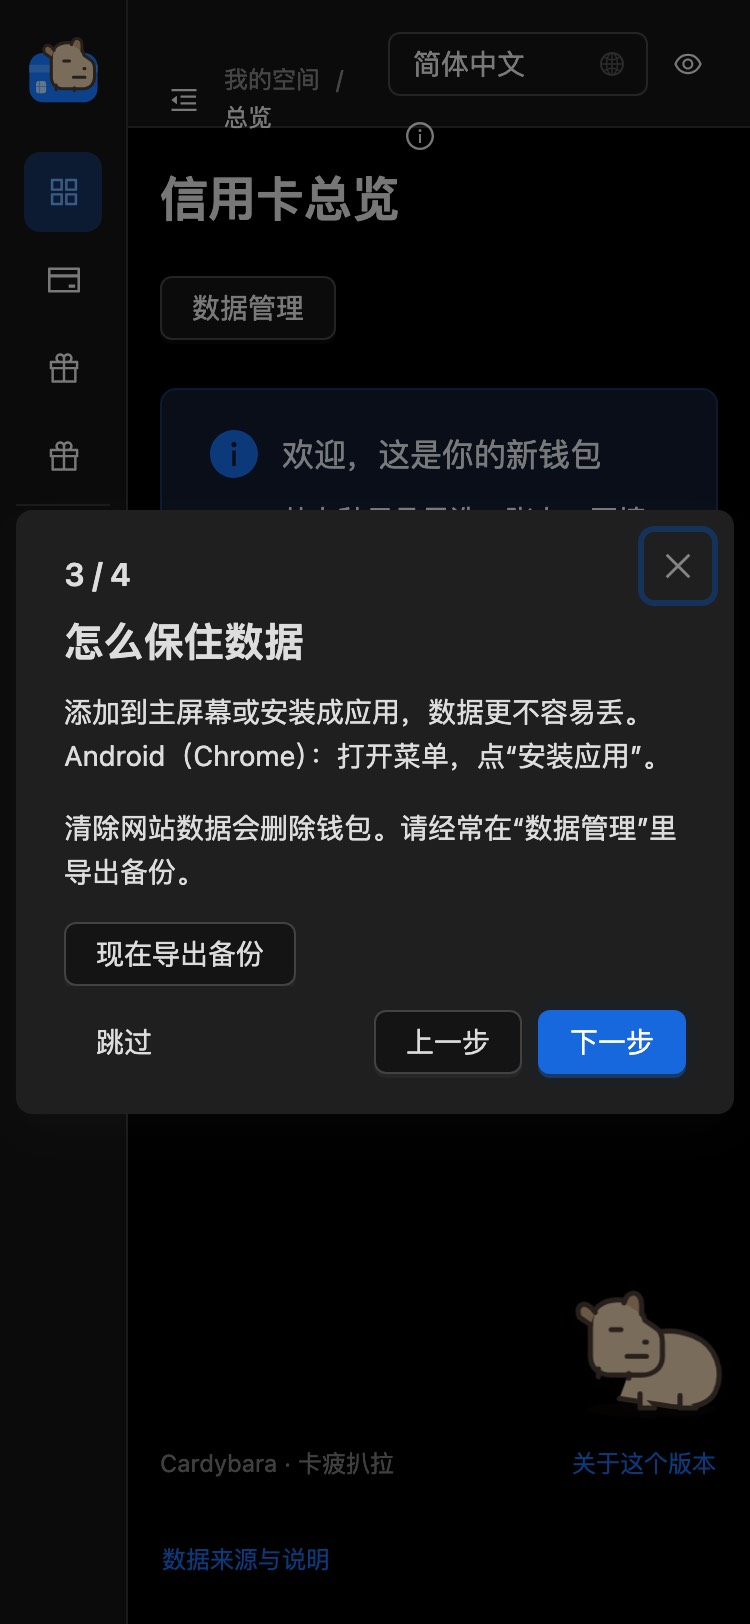 我的空间 /
总览
简体中文
信用卡总览
数据管理
欢迎，这是你的新钱包
3 / 4
怎么保住数据
添加到主屏幕或安装成应用，数据更不容易丢。
Android（Chrome）：打开菜单，点“安装应用”。
清除网站数据会删除钱包。请经常在“数据管理”里
导出备份。
现在导出备份
跳过
上一步
下一步
Cardybara · 卡疲扒拉
关于这个版本
数据来源与说明